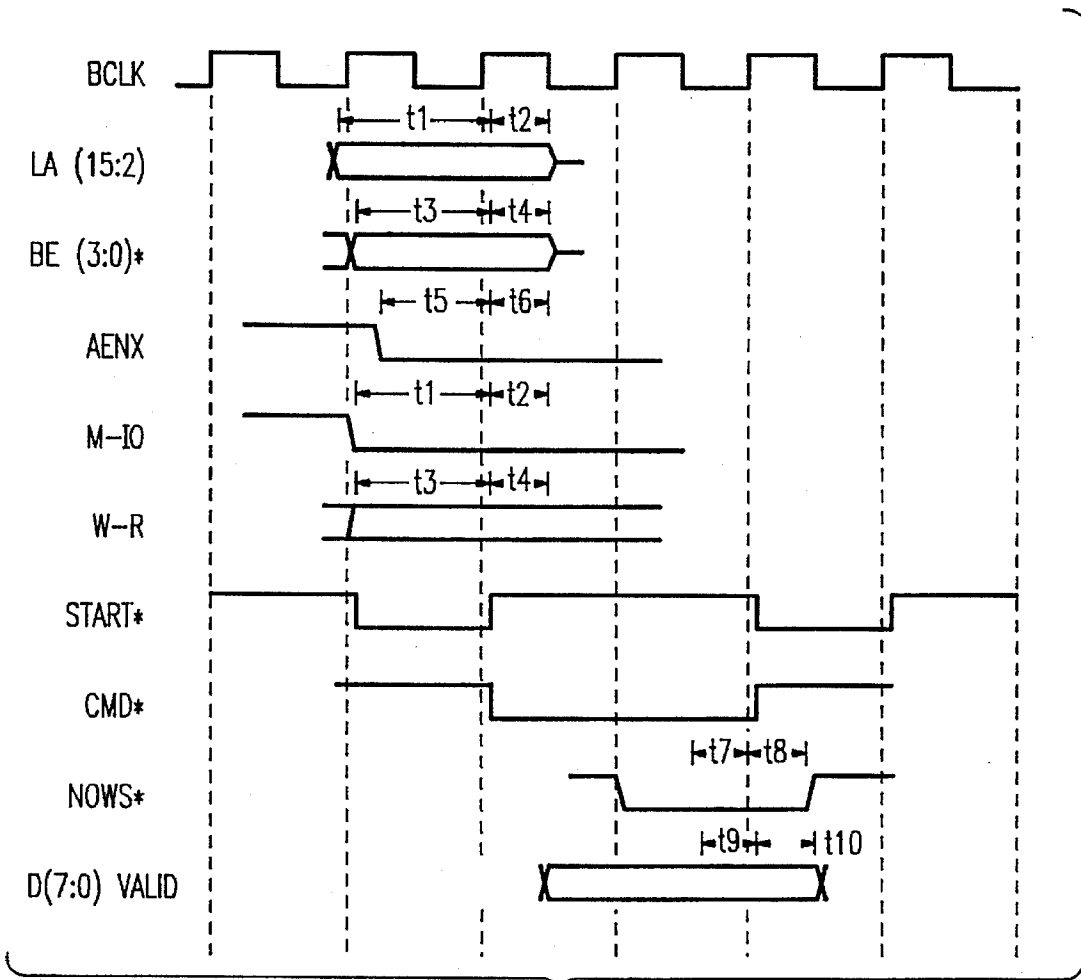 BCLK
t1 t2
LA (15:2)
t3 t4
BE (3:0)*
t5 t6
AENX
t1 t2
M-IO
t3 t4
W-R
START*
CMD*
t7 t8
NOWS*
t9 t10
D(7:0) VALID